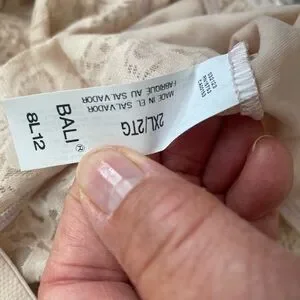 2XL/2TG
MADE IN EL SALVADOR
FABRIQUÉ AU SALVADOR
BALI ®
8L12